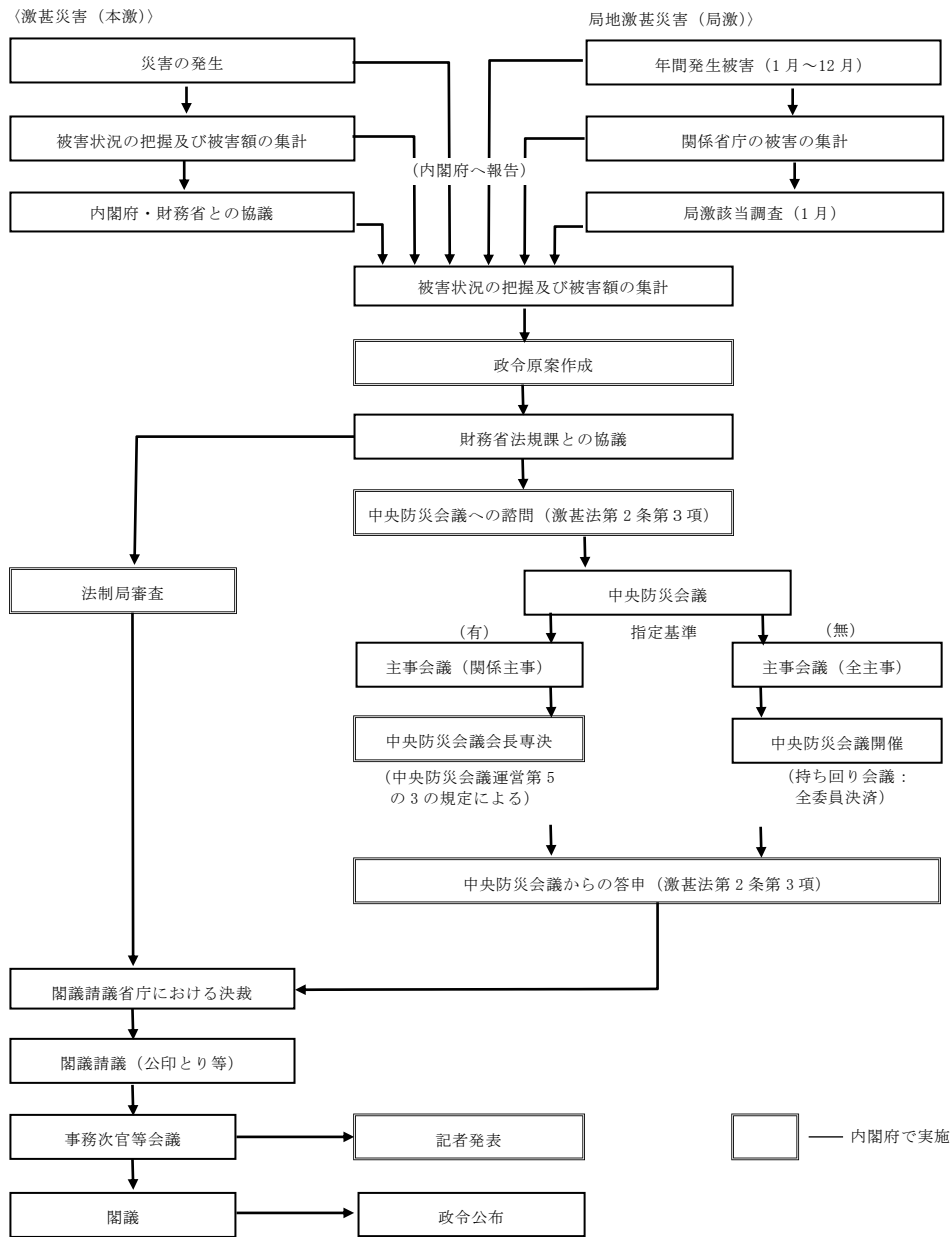 〈激甚災害（本激）〉
局地激甚災害（局激）〉
災害の発生
年間発生被害（1月～12月）
被害状況の把握及び被害額の集計
関係省庁の被害の集計
（内閣府へ報告）
内閣府・財務省との協議
局激該当調査（1月）
被害状況の把握及び被害額の集計
政令原案作成
財務省法規課との協議
中央防災会議への諮問（激甚法第2条第3項）
法制局審査
中央防災会議
（有）
指定基準
（無）
主事会議（関係主事）
主事会議（全主事）
中央防災会議会長専決
中央防災会議開催
（中央防災会議運営第5
の3の規定による）
（持ち回り会議：
全委員決済）
中央防災会議からの答申（激甚法第2条第3項）
閣議請議省庁における決裁
閣議請議（公印とり等）
事務次官等会議
記者発表
内閣府で実施
閣議
政令公布